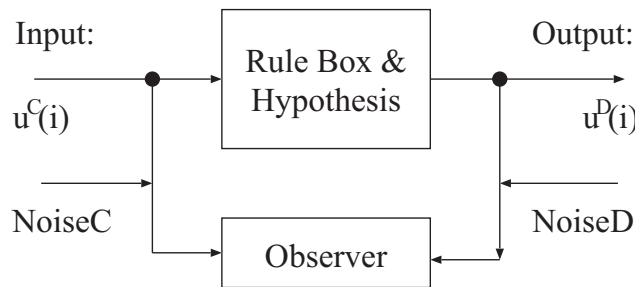 Input:
Rule Box &
Hypothesis
Output:
u^C(i)
u^D(i)
NoiseC
Observer
NoiseD